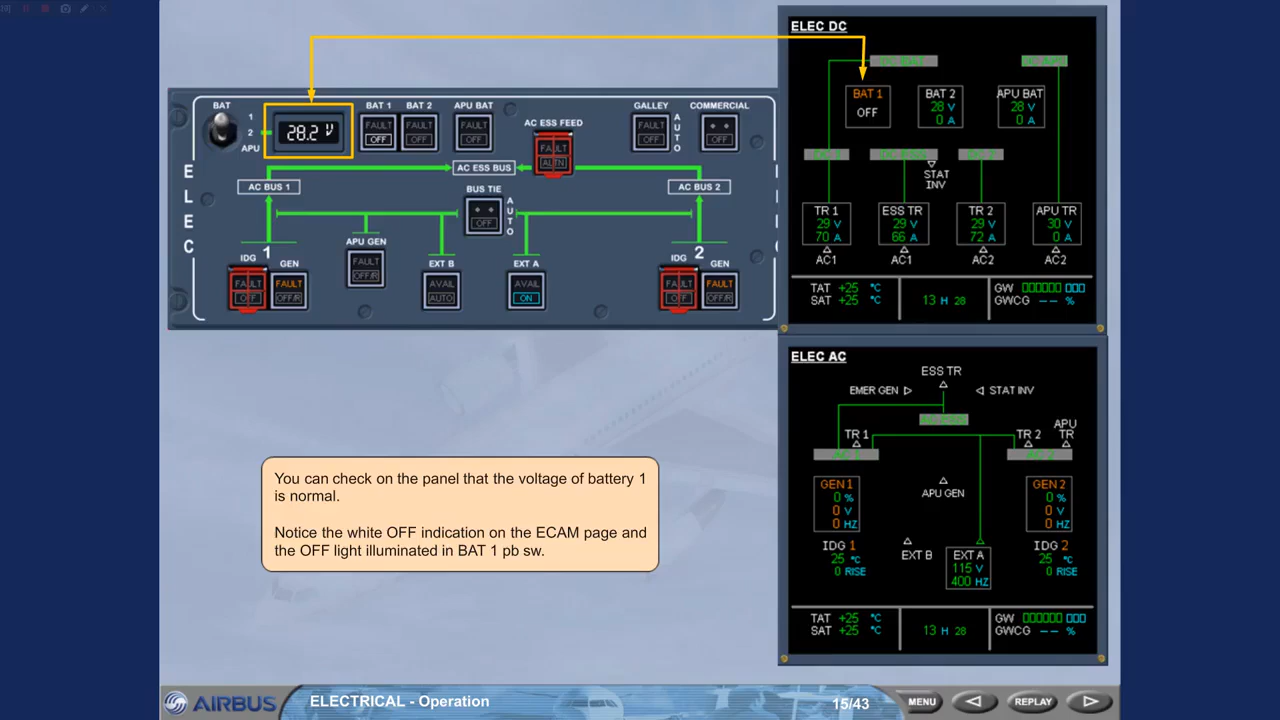 ELEC DC
BAT 1
OFF
BAT 2
28 V
0 A
APU BAT
28 V
0 A
STAT
INV
TR 1
29 V
70 A
AC1
ESS TR
29 V
66 A
AC1
TR 2
29 V
72 A
AC2
APU TR
30 V
0 A
AC2
TAT +25 °C
SAT +25 °C
13 H 28
GW
GWCG -- %
BAT
1
2
APU
28.2 V
BAT 1
FAULT
OFF
BAT 2
FAULT
OFF
APU BAT
FAULT
OFF
AC ESS FEED
FAULT
ALTN
GALLEY
FAULT
OFF
AUTO
COMMERCIAL
OFF
ELEC
AC ESS BUS
AC BUS 1
BUS TIE
OFF
AUTO
AC BUS 2
APU GEN
FAULT
OFF/R
IDG
FAULT
OFF
1
GEN
FAULT
OFF/R
EXT B
AVAIL
AUTO
EXT A
AVAIL
ON
IDG
FAULT
OFF
2
GEN
FAULT
OFF/R
ELEC AC
ESS TR
EMER GEN
STAT INV
TR 1
TR 2
APU
TR
GEN 1
0 %
0 V
0 HZ
APU GEN
GEN 2
0 %
0 V
0 HZ
IDG 1
25 °C
0 RISE
EXT B
EXT A
115 V
400 HZ
IDG 2
25 °C
0 RISE
TAT +25 °C
SAT +25 °C
13 H 28
GW
GWCG -- %
You can check on the panel that the voltage of battery 1
is normal.
Notice the white OFF indication on the ECAM page and
the OFF light illuminated in BAT 1 pb sw.
AIRBUS
ELECTRICAL - Operation
15/43
MENU
REPLAY